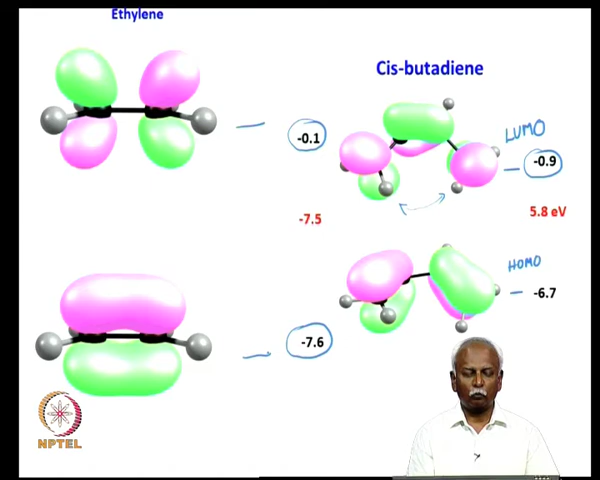 Ethylene
Cis-butadiene
LUMO
-0.1
-0.9
-7.5
5.8 eV
HOMO
-6.7
-7.6
NPTEL